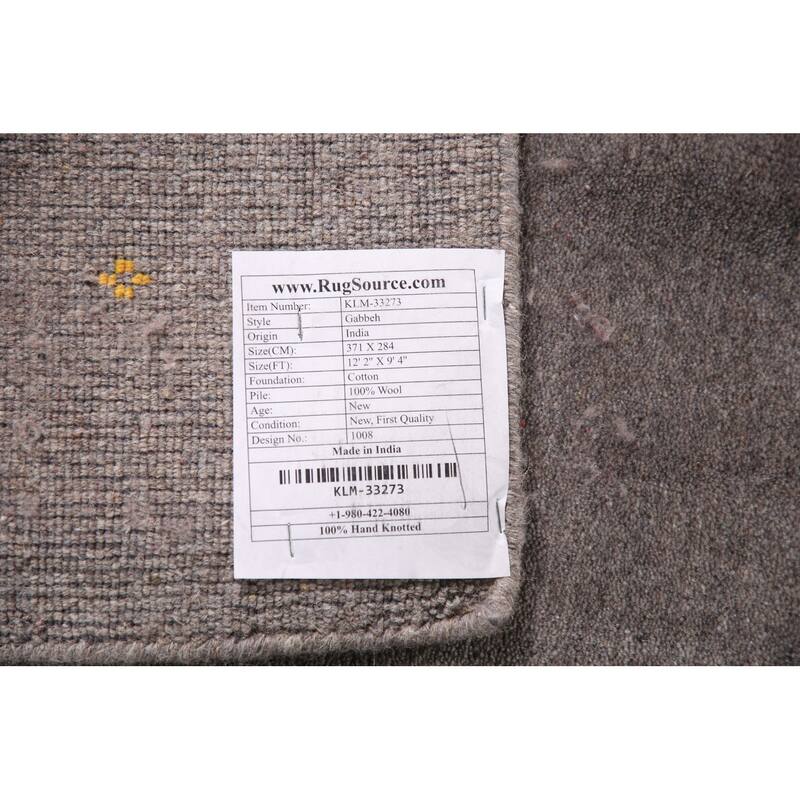 www.RugSource.com
Item Number: KLM-33273
Style Gabbeh
Origin India
Size(CM): 371 X 284
Size(FT): 12' 2" X 9' 4"
Foundation: Cotton
Pile: 100% Wool
Age: New
Condition: New, First Quality
Design No.: 1008
Made in India
KLM-33273
+1-980-422-4080
100% Hand Knotted